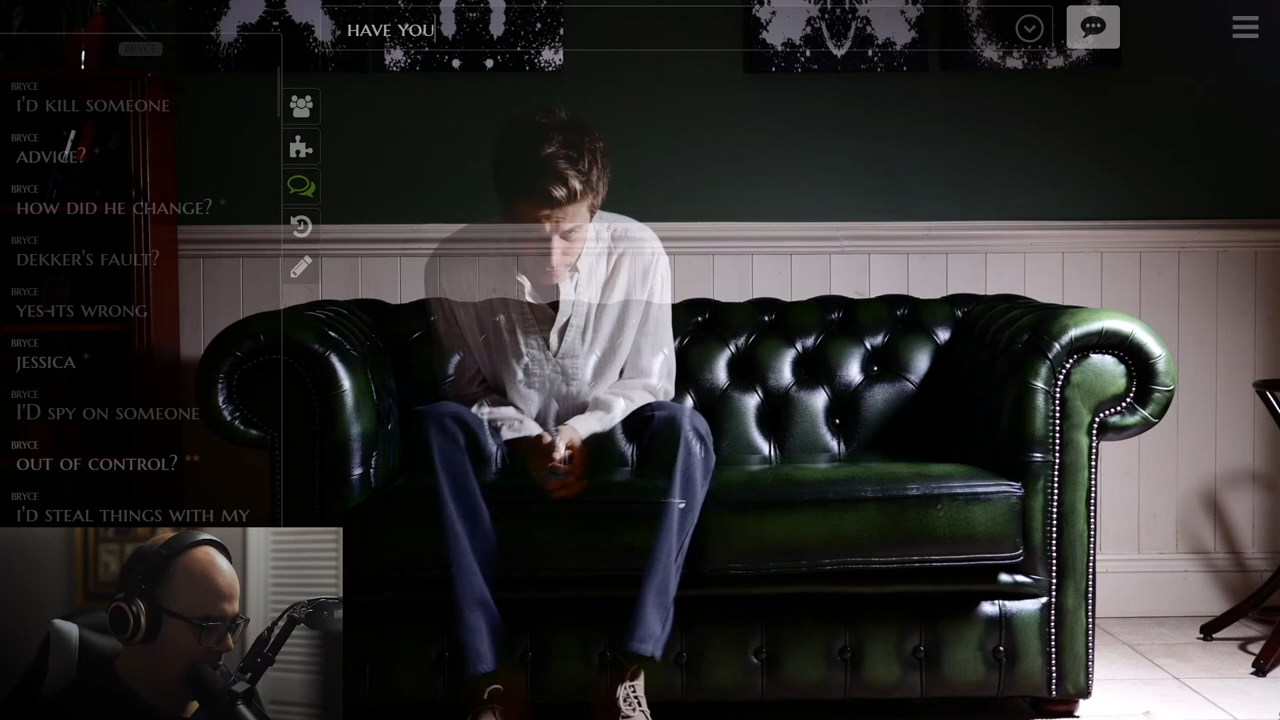 HAVE YOU
BRYCE
BRYCE
I'D KILL SOMEONE
BRYCE
ADVICE? *
BRYCE
HOW DID HE CHANGE? *
BRYCE
DEKKER'S FAULT?
BRYCE
YES-ITS WRONG
BRYCE
JESSICA *
BRYCE
I'D SPY ON SOMEONE
BRYCE
OUT OF CONTROL? **
BRYCE
I'D STEAL THINGS WITH MY